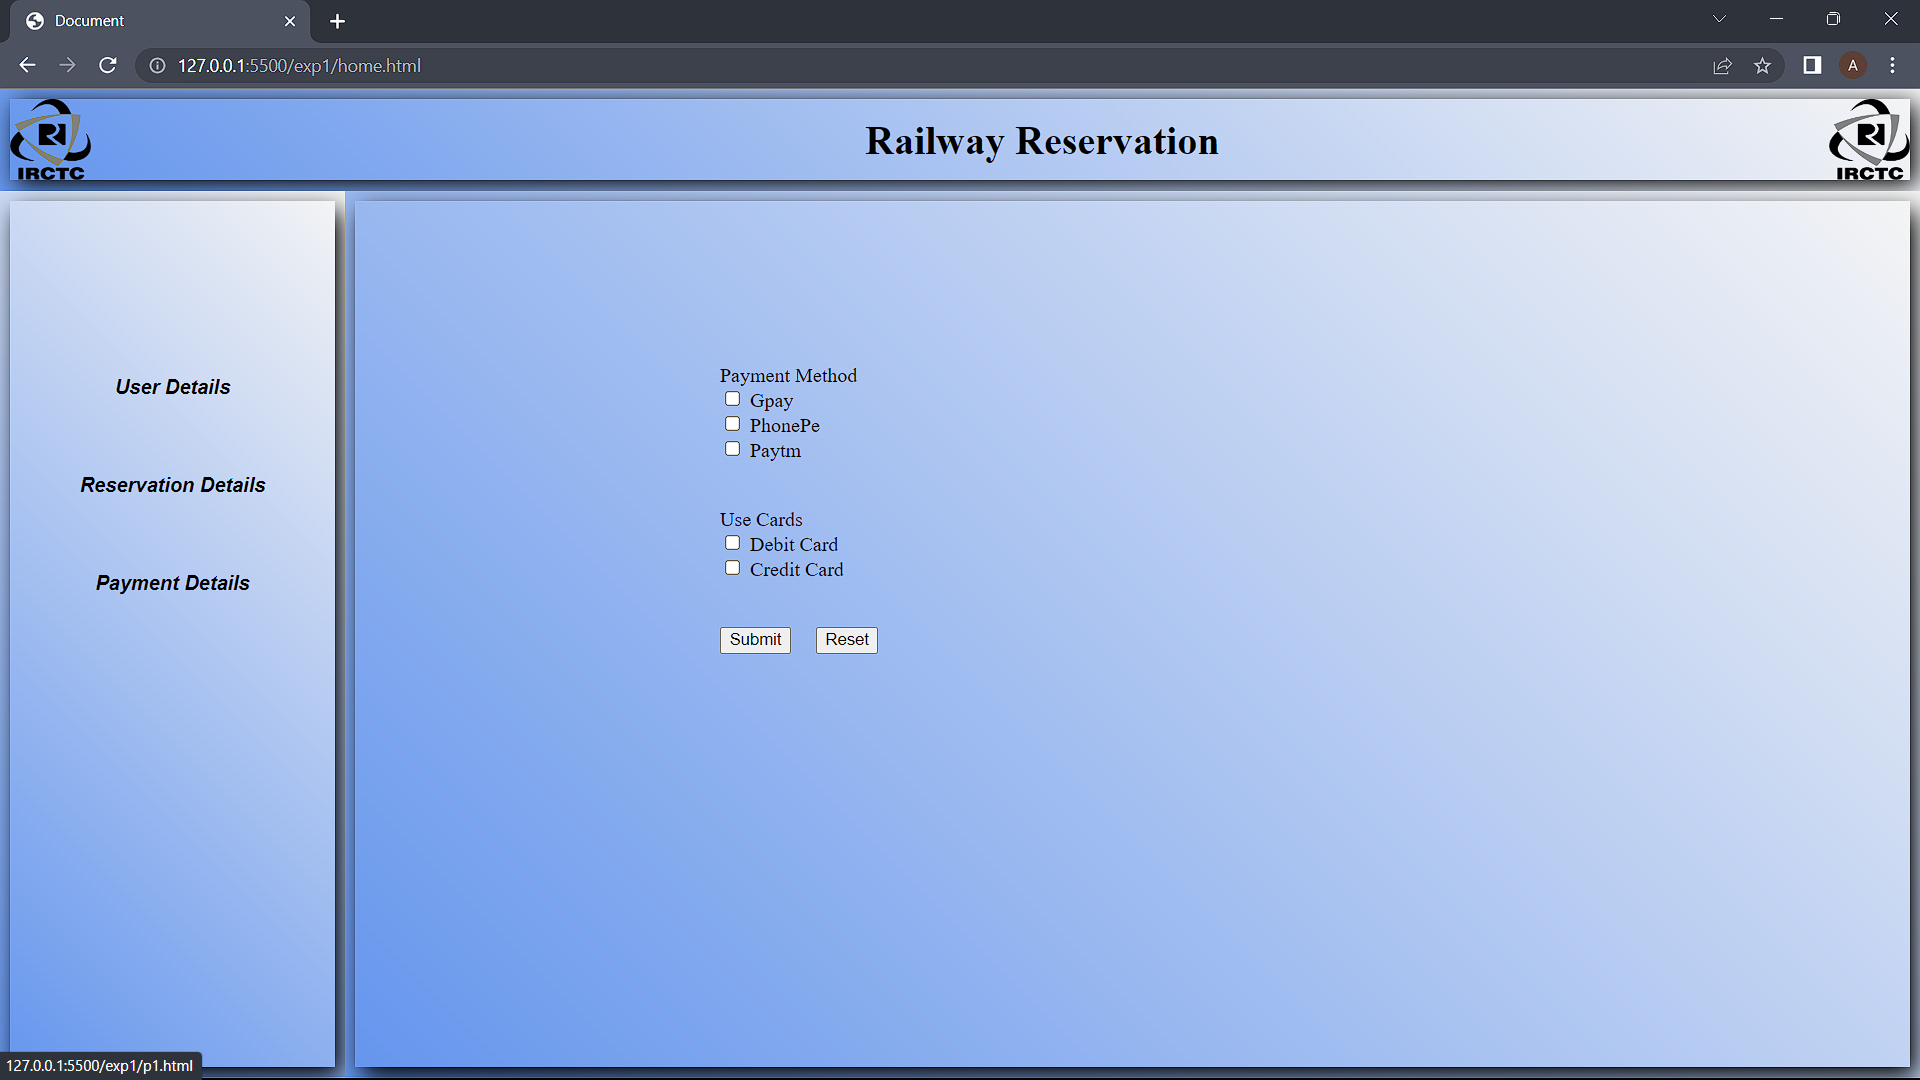 Document
127.0.0.1:5500/exp1/home.html
A
IRCTC
Railway Reservation
IRCTC
User Details
Reservation Details
Payment Details
Payment Method
Gpay
PhonePe
Paytm
Use Cards
Debit Card
Credit Card
Submit
Reset
127.0.0.1:5500/exp1/p1.html